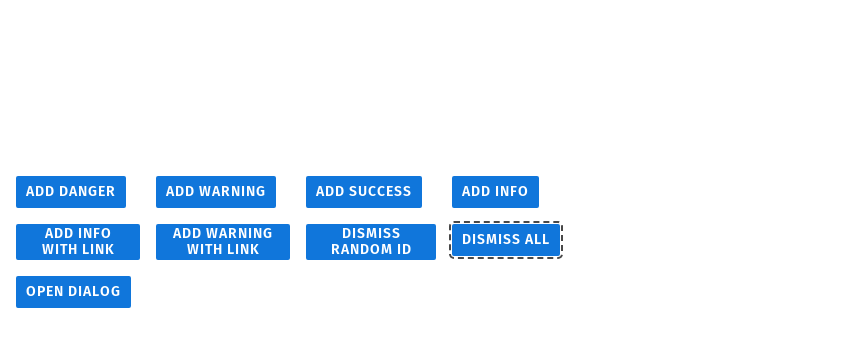 ADD DANGER
ADD WARNING
ADD SUCCESS
ADD INFO
ADD INFO
WITH LINK
ADD WARNING
WITH LINK
DISMISS
RANDOM ID
DISMISS ALL
OPEN DIALOG